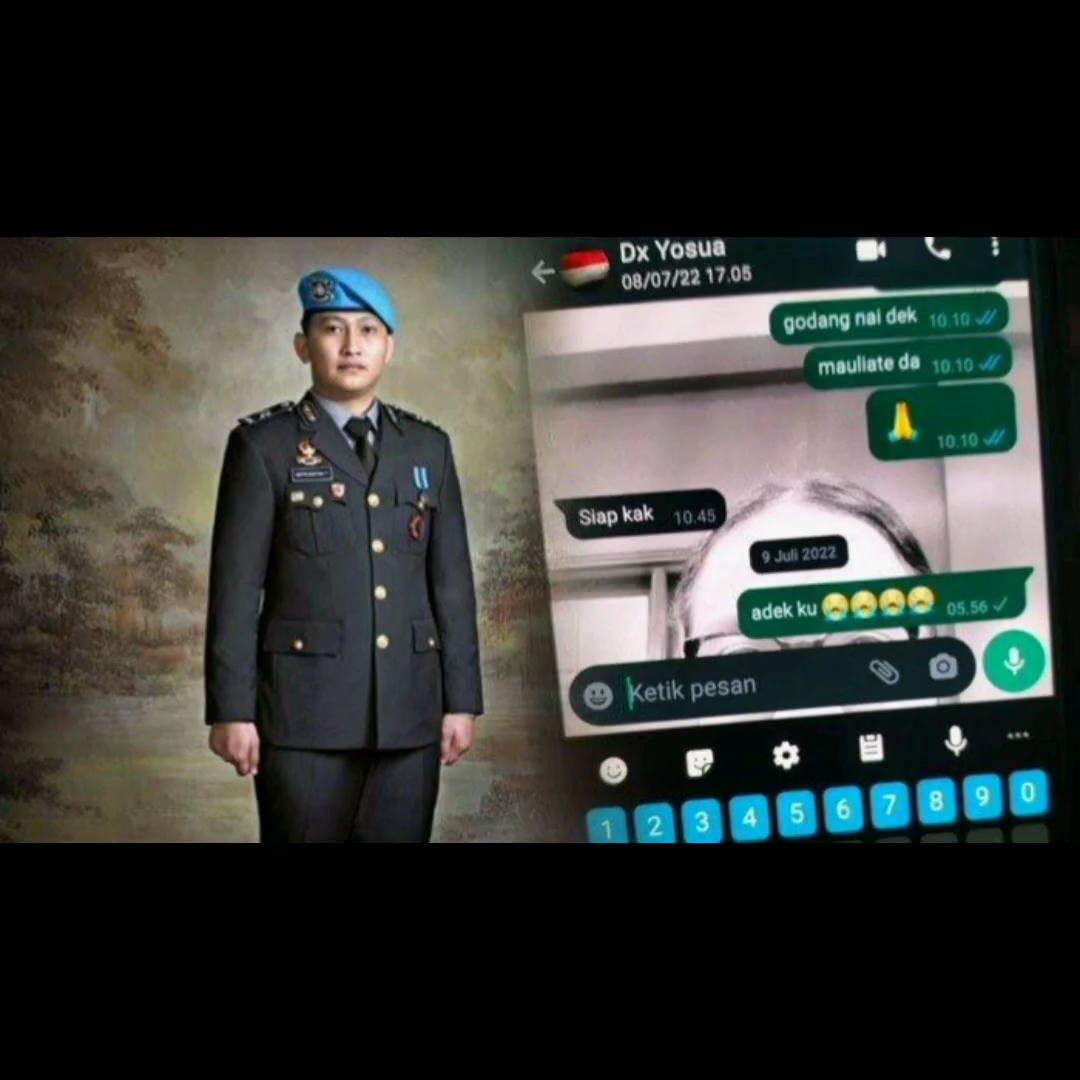 Dx Yosua
08/07/22 17.05
godang nai dek 10.10
mauliate da 10.10
🙏 10.10
Siap kak 10.45
9 Juli 2022
adek ku 😭😭😭😭 05.56
Ketik pesan
1 2 3 4 5 6 7 8 9 0